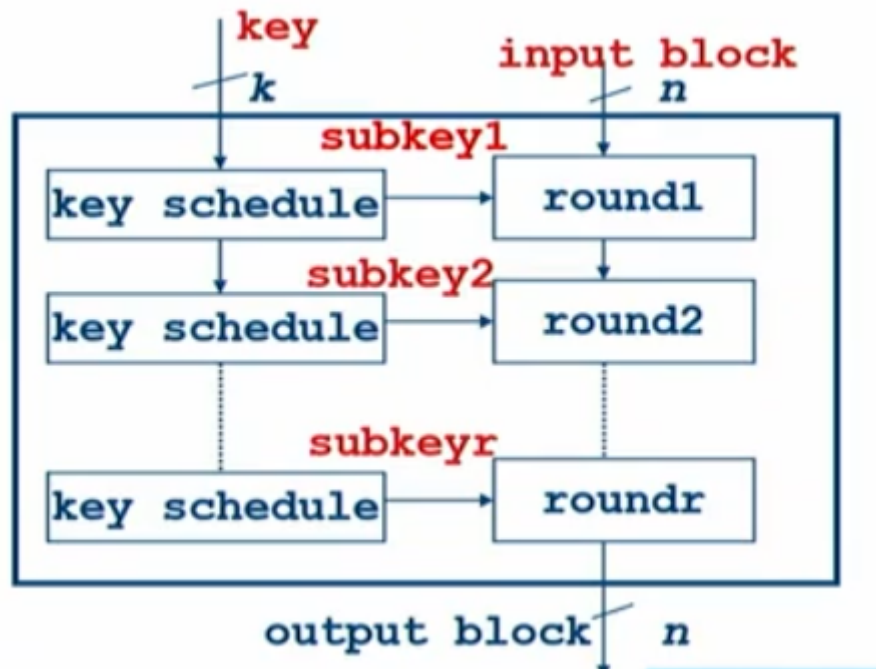 key
input block
k
n
subkey1
key schedule
round1
subkey2
key schedule
round2
subkeyr
key schedule
roundr
output block
n